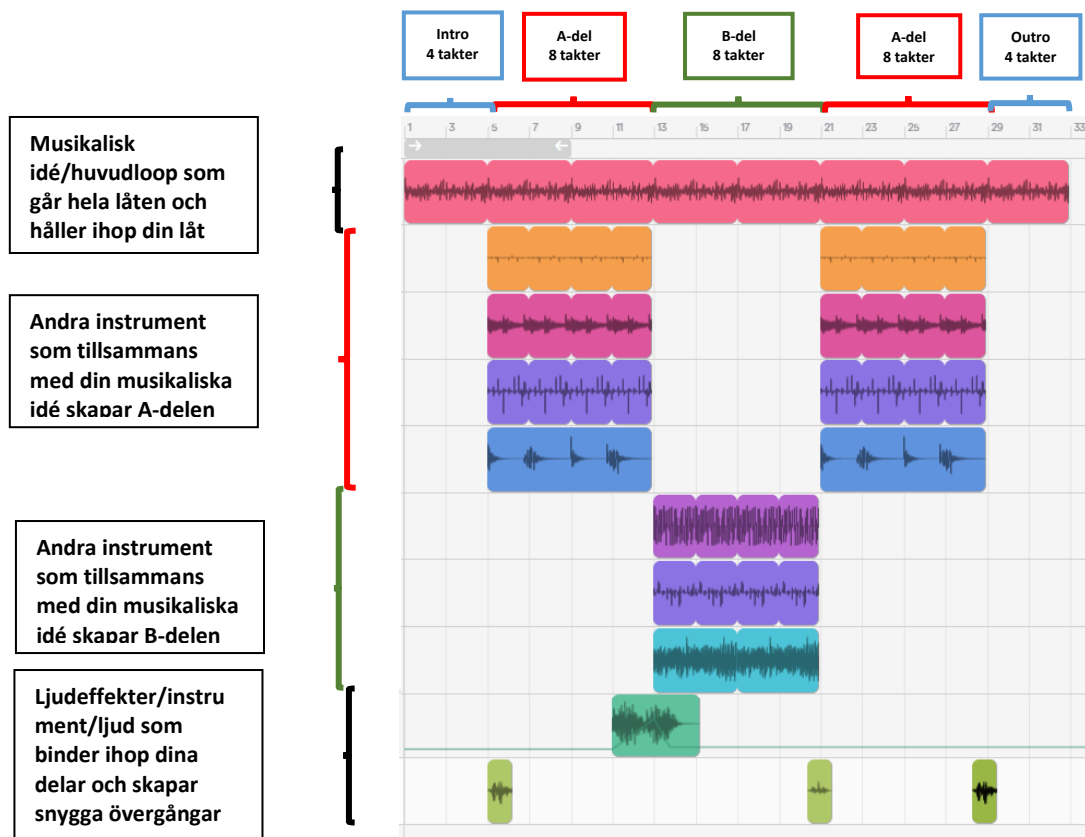 Intro
4 takter
A-del
8 takter
B-del
8 takter
A-del
8 takter
Outro
4 takter
1 3 5 7 9 11 13 15 17 19 21 23 25 27 29 31 33
Musikalisk
idé/huvudloop som
går hela låten och
håller ihop din låt
Andra instrument
som tillsammans
med din musikaliska
idé skapar A-delen
Andra instrument
som tillsammans
med din musikaliska
idé skapar B-delen
Ljudeffekter/instru
ment/ljud som
binder ihop dina
delar och skapar
snygga övergångar